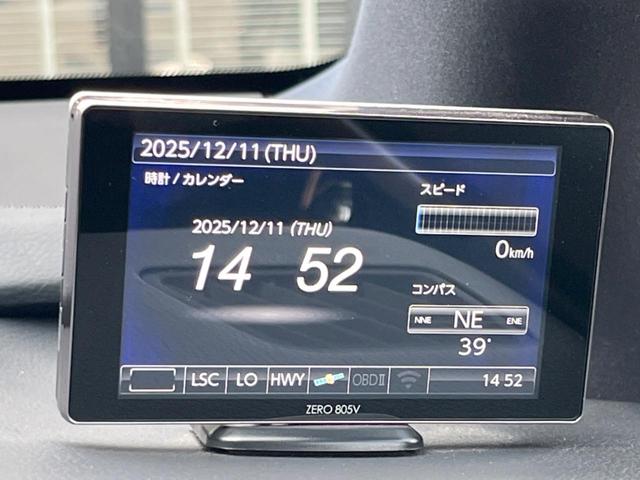 2025/12/11(THU)
時計/カレンダー
スピード
2025/12/11 (THU)
14 52
0km/h
コンパス
NNE NE ENE
39°
LSC LO HWY OBDⅡ 14 52
ZERO 805V